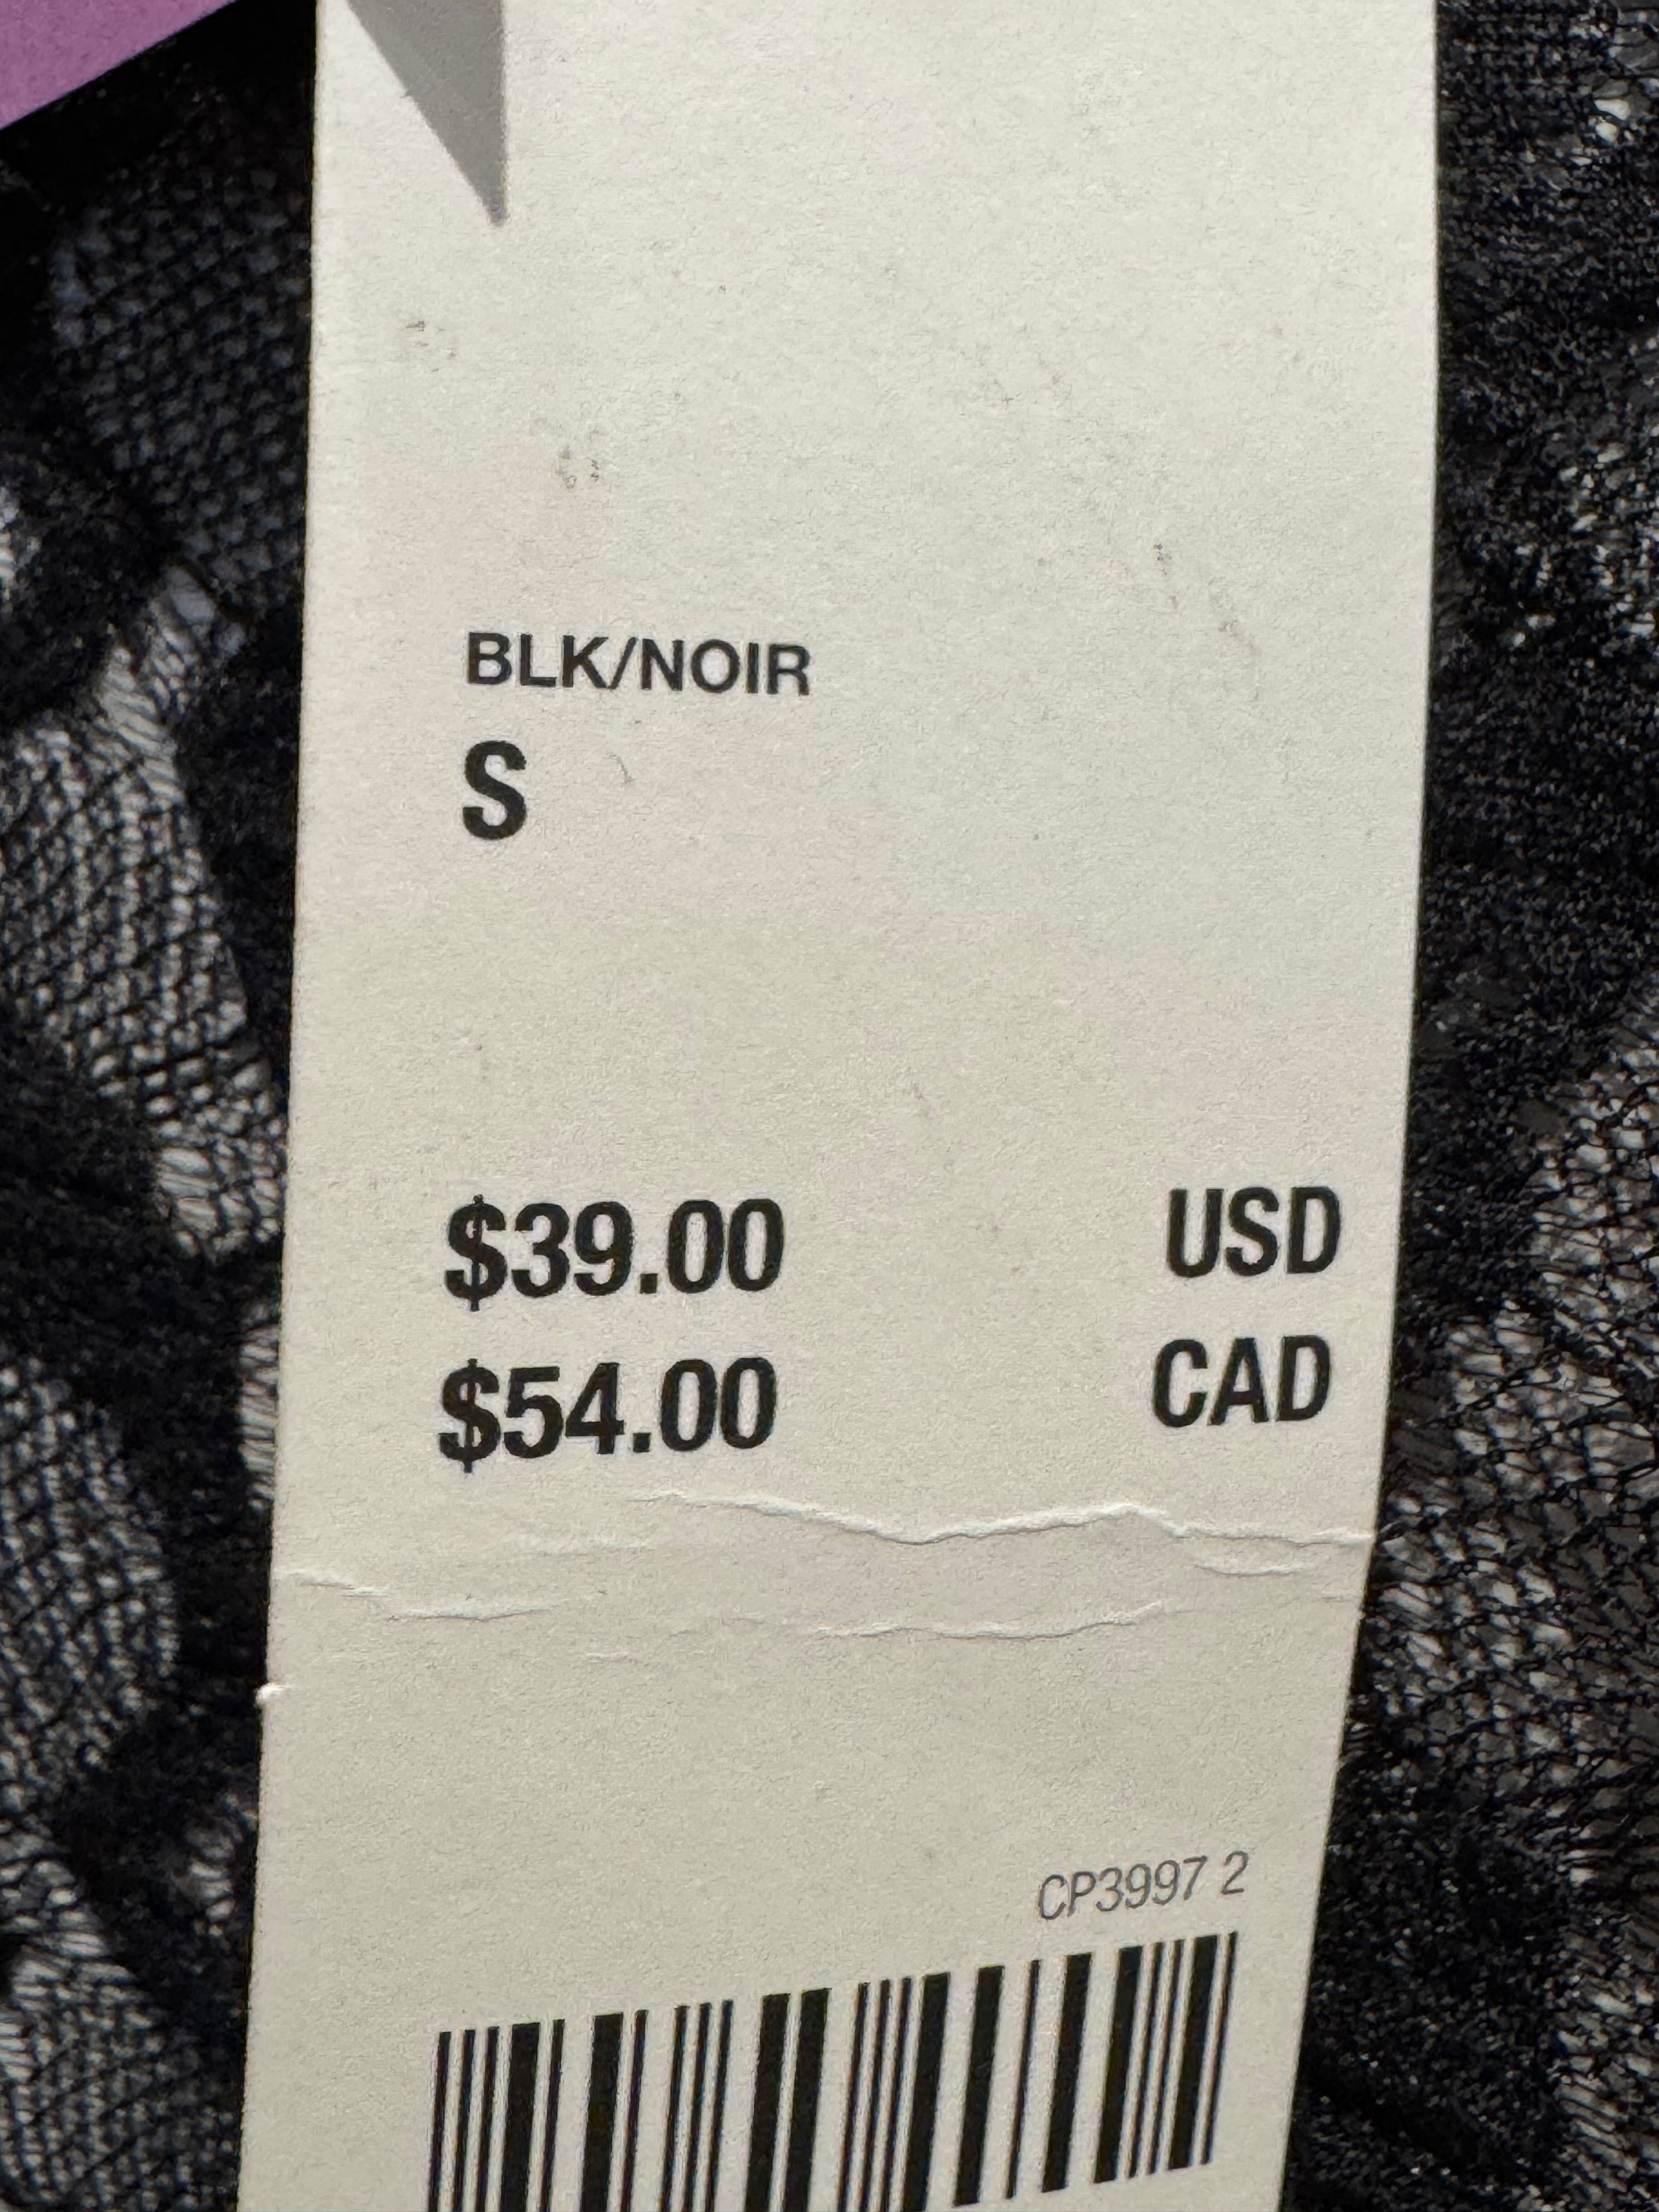 BLK/NOIR
S
$39.00 USD
$54.00 CAD
CP3997 2